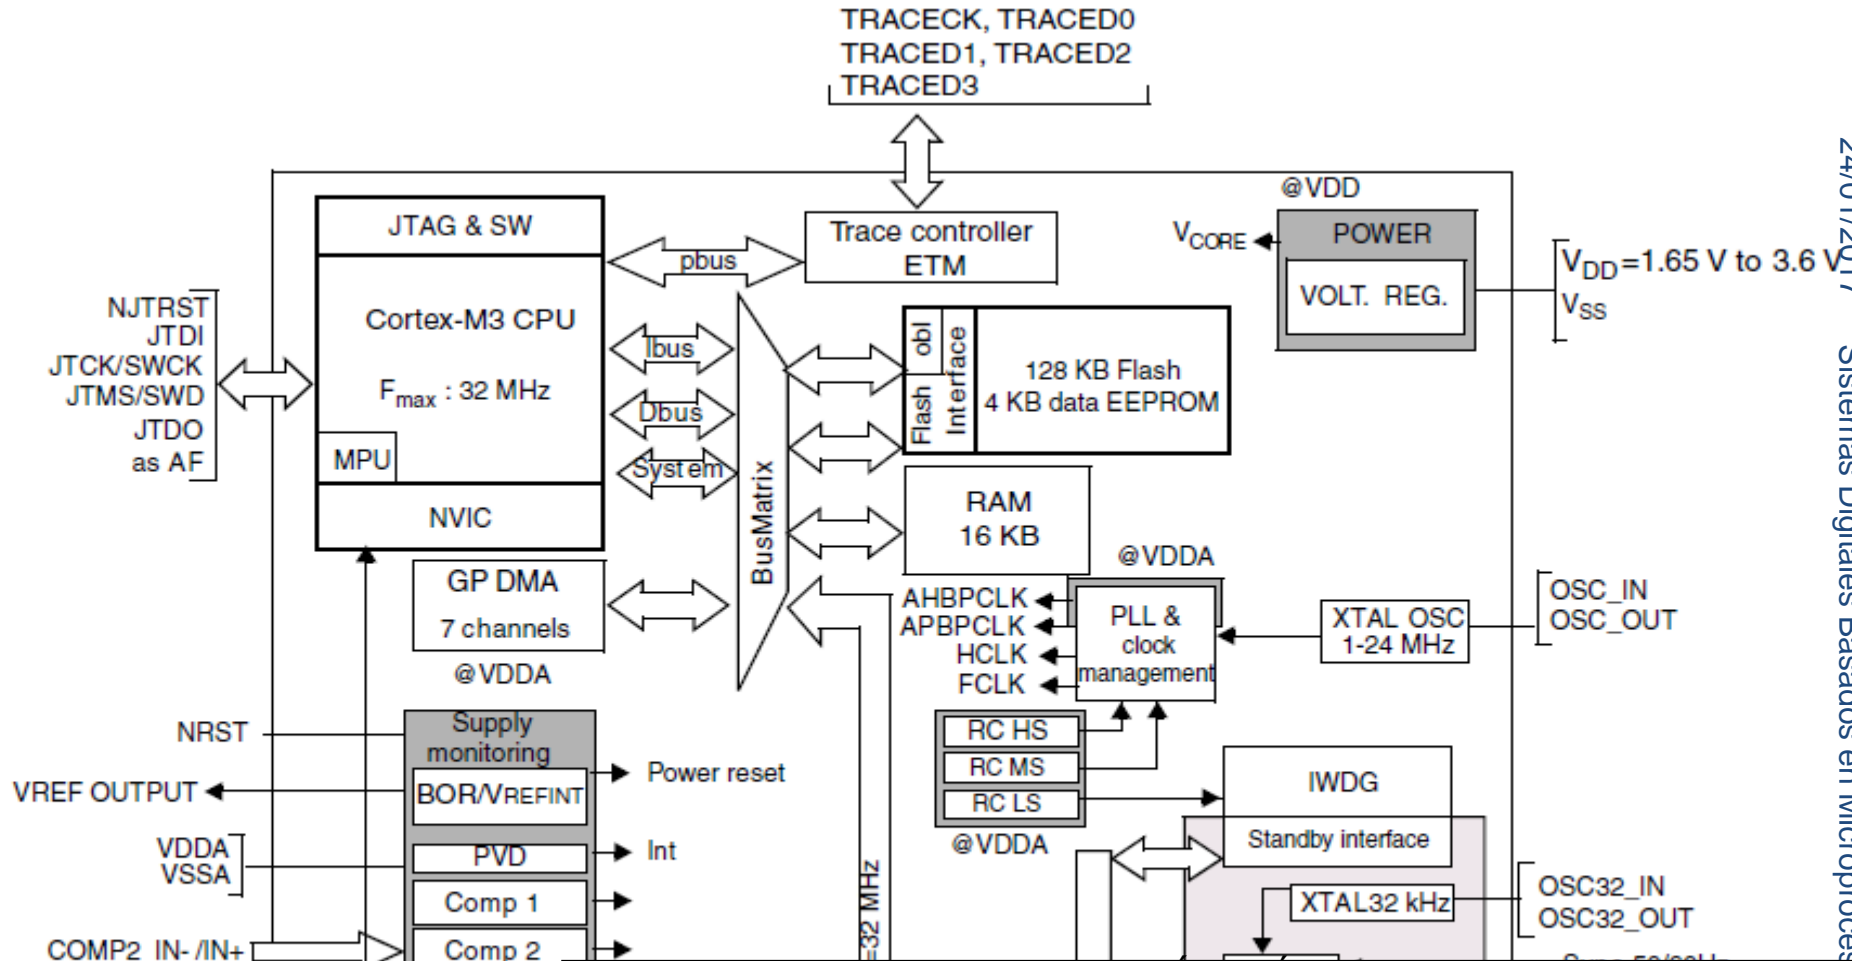 TRACECK, TRACED0
TRACED1, TRACED2
TRACED3
@VDD
JTAG & SW
Trace controller
ETM
pbus
VCORE
POWER
VOLT. REG.
VDD=1.65 V to 3.6 V
VSS
NJTRST
JTDI
JTCK/SWCK
JTMS/SWD
JTDO
as AF
Cortex-M3 CPU
Fmax : 32 MHz
MPU
NVIC
Ibus
Dbus
System
BusMatrix
obl
Flash
Interface
128 KB Flash
4 KB data EEPROM
RAM
16 KB
GP DMA
7 channels
@VDDA
@VDDA
AHBPCLK
APBPCLK
HCLK
FCLK
PLL &
clock
management
XTAL OSC
1-24 MHz
OSC_IN
OSC_OUT
NRST
VREF OUTPUT
VDDA
VSSA
COMP2_IN-/IN+
Supply
monitoring
BOR/VREFINT
PVD
Comp 1
Comp 2
Power reset
Int
=32 MHz
RC HS
RC MS
RC LS
@VDDA
IWDG
Standby interface
XTAL32 kHz
OSC32_IN
OSC32_OUT
24/01/2017
Sistemas Digitales Basados en Microproces